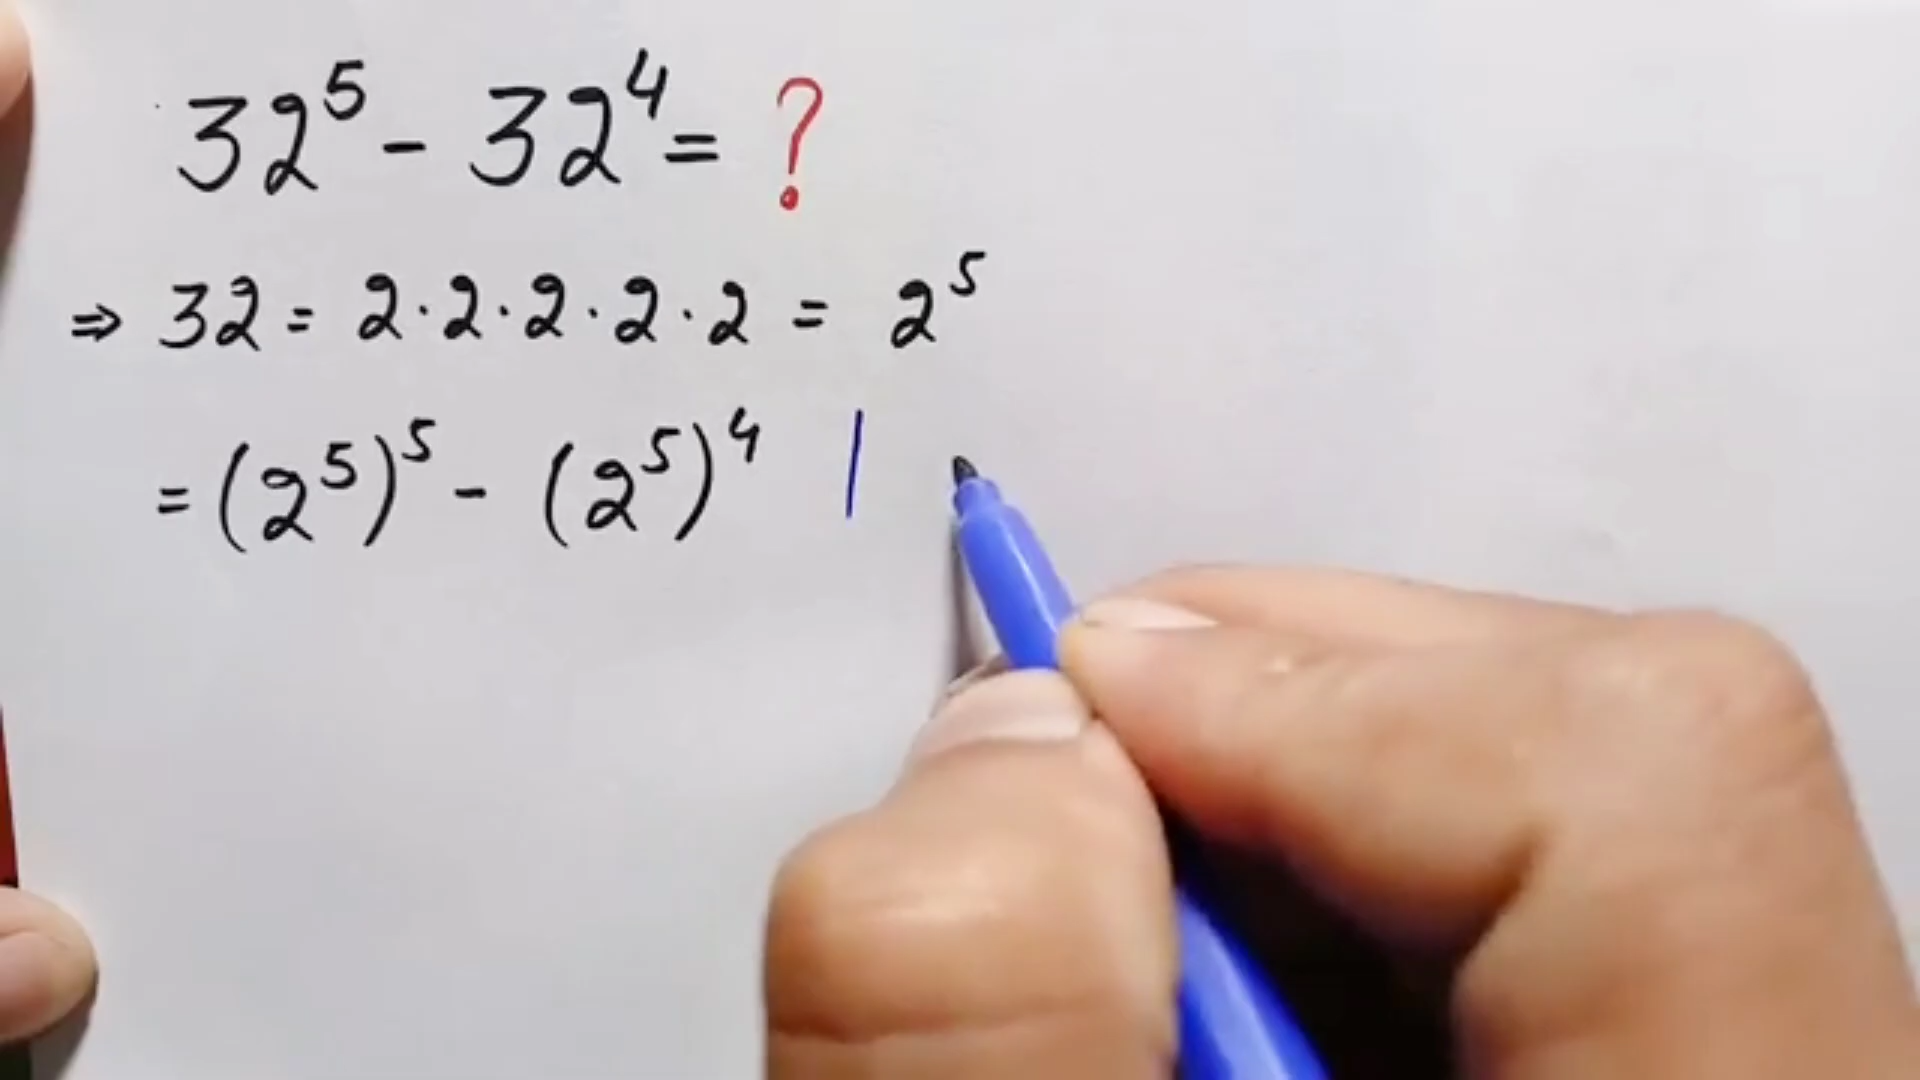 32⁵ - 32⁴ = ?
⇒ 32 = 2 · 2 · 2 · 2 · 2 = 2⁵
= (2⁵)⁵ - (2⁵)⁴ |